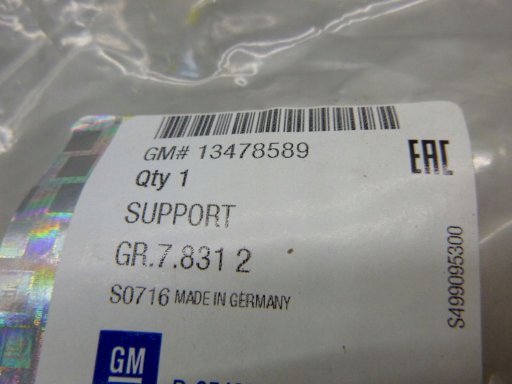 GM# 13478589
EAC
Qty 1
SUPPORT
GR.7.831 2
S0716 MADE IN GERMANY
S499095300
GM